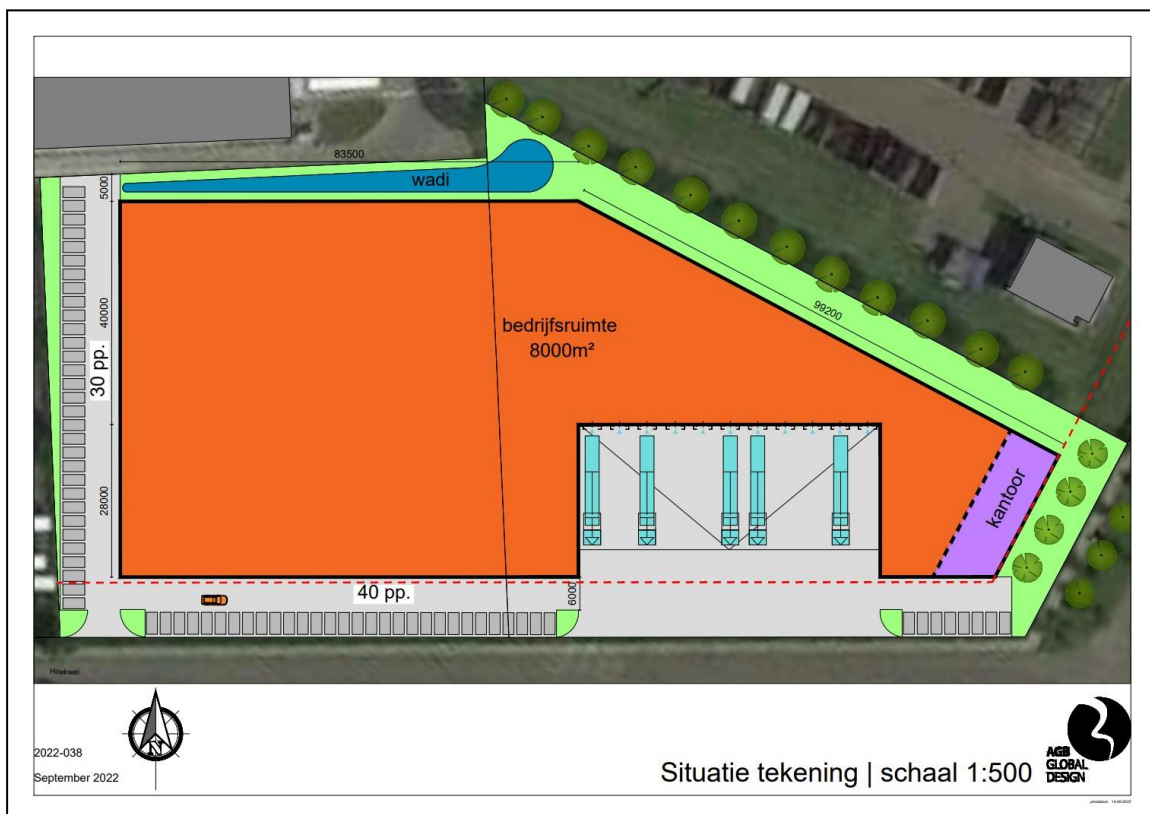 83500
wadi
5000
99200
40000
bedrijfsruimte
8000m²
30 pp.
28000
kantoor
40 pp.
6000
Hoekwei
N
2022-038
September 2022
Situatie tekening | schaal 1:500
AGB
GLOBAL
DESIGN